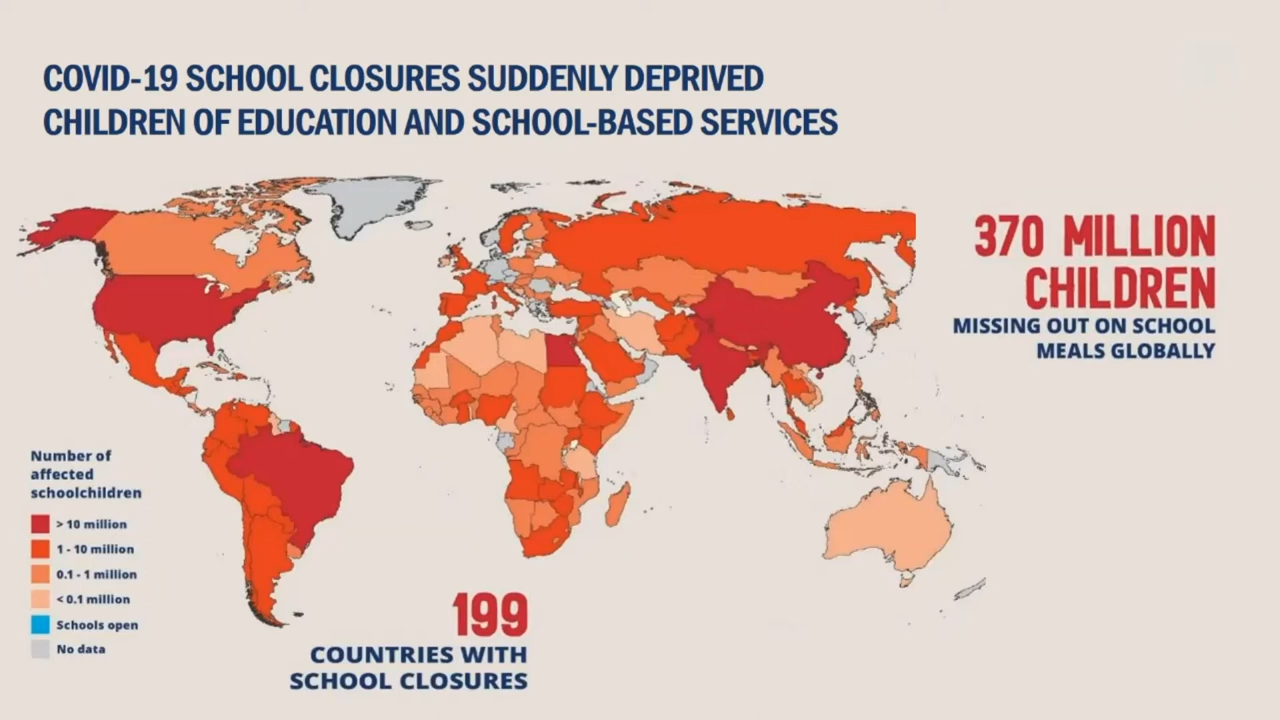 COVID-19 SCHOOL CLOSURES SUDDENLY DEPRIVED
CHILDREN OF EDUCATION AND SCHOOL-BASED SERVICES
370 MILLION
CHILDREN
MISSING OUT ON SCHOOL
MEALS GLOBALLY
Number of
affected
schoolchildren
> 10 million
1 - 10 million
0.1 - 1 million
< 0.1 million
Schools open
No data
199
COUNTRIES WITH
SCHOOL CLOSURES